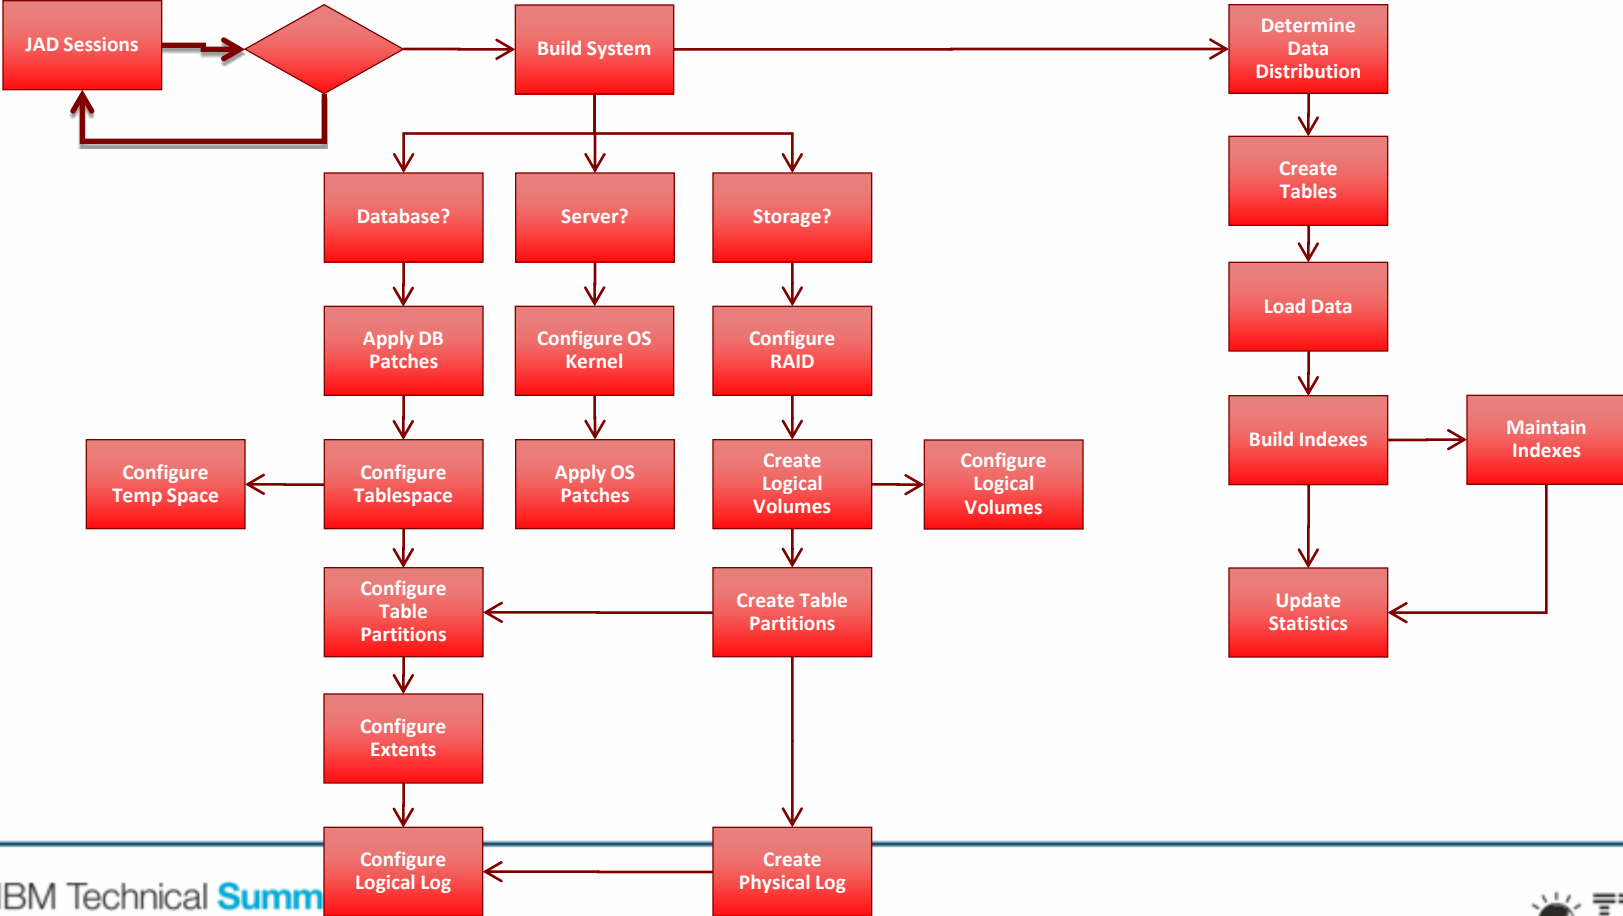 JAD Sessions
Build System
Determine
Data
Distribution
Create
Tables
Database?
Server?
Storage?
Load Data
Apply DB
Patches
Configure OS
Kernel
Configure
RAID
Build Indexes
Maintain
Indexes
Configure
Temp Space
Configure
Tablespace
Apply OS
Patches
Create
Logical
Volumes
Configure
Logical
Volumes
Configure
Table
Partitions
Create Table
Partitions
Update
Statistics
Configure
Extents
Configure
Logical Log
Create
Physical Log
IBM Technical Summ